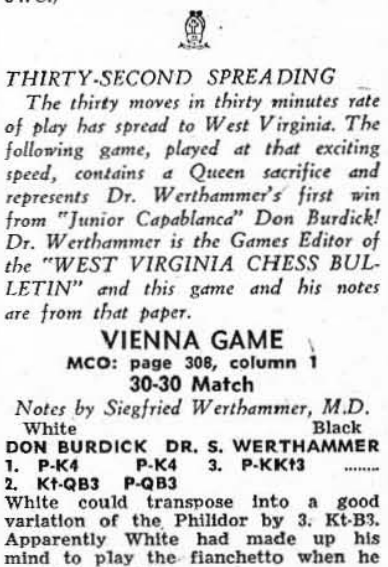 THIRTY-SECOND SPREADING
The thirty moves in thirty minutes rate
of play has spread to West Virginia. The
following game, played at that exciting
speed, contains a Queen sacrifice and
represents Dr. Werthammer's first win
from "Junior Capablanca" Don Burdick!
Dr. Werthammer is the Games Editor of
the "WEST VIRGINIA CHESS BUL-
LETIN" and this game and his notes
are from that paper.
VIENNA GAME
MCO: page 308, column 1
30-30 Match
Notes by Siegfried Werthammer, M.D.
White Black
DON BURDICK DR. S. WERTHAMMER
1. P-K4 P-K4 3. P-KKt3 ........
2. Kt-QB3 P-QB3
White could transpose into a good
variation of the Philidor by 3. Kt-B3.
Apparently White had made up his
mind to play the fianchetto when he